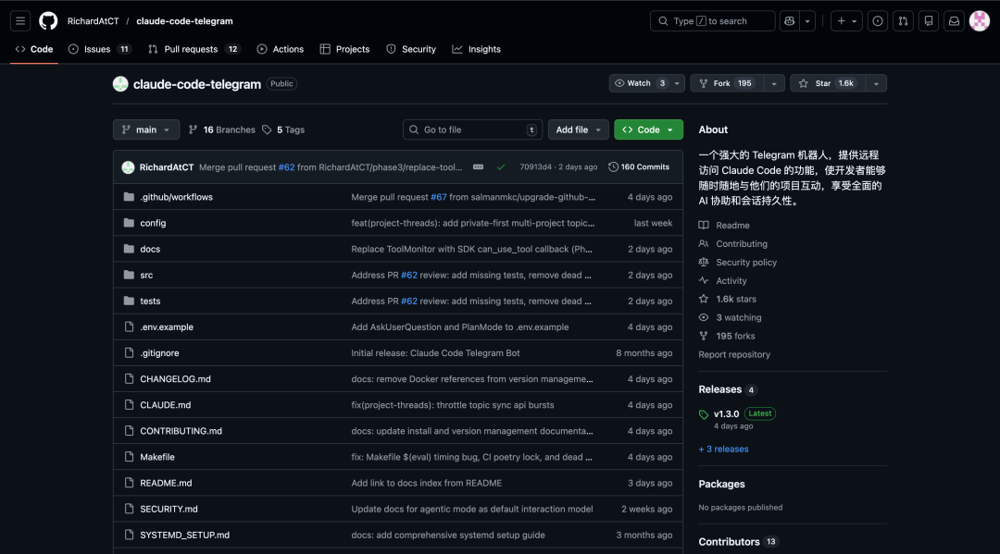 RichardAtCT / claude-code-telegram
Type / to search
Code
Issues 11
Pull requests 12
Actions
Projects
Security
Insights
claude-code-telegram Public
Watch 3
Fork 195
Star 1.6k
main
16 Branches
5 Tags
Go to file t
Add file
Code
RichardAtCT Merge pull request #62 from RichardAtCT/phase3/replace-tool... 70913d4 · 2 days ago 160 Commits
.github/workflows Merge pull request #67 from salmanmkc/upgrade-github-... 4 days ago
config feat(project-threads): add private-first multi-project topic... last week
docs Replace ToolMonitor with SDK can_use_tool callback (Ph... 2 days ago
src Address PR #62 review: add missing tests, remove dead ... 2 days ago
tests Address PR #62 review: add missing tests, remove dead ... 2 days ago
.env.example Add AskUserQuestion and PlanMode to .env.example 4 days ago
.gitignore Initial release: Claude Code Telegram Bot 8 months ago
CHANGELOG.md docs: remove Docker references from version manageme... 4 days ago
CLAUDE.md fix(project-threads): throttle topic sync api bursts 4 days ago
CONTRIBUTING.md docs: update install and version management documenta... 4 days ago
Makefile fix: Makefile $(eval) timing bug, CI poetry lock, and dead ... 4 days ago
README.md Add link to docs index from README 3 days ago
SECURITY.md Update docs for agentic mode as default interaction model 2 weeks ago
SYSTEMD_SETUP.md docs: add comprehensive systemd setup guide 3 months ago
About
一个强大的 Telegram 机器人，提供远程
访问 Claude Code 的功能，使开发者能够
随时随地与他们的项目互动，享受全面的
AI 协助和会话持久性。
Readme
Contributing
Security policy
Activity
1.6k stars
3 watching
195 forks
Report repository
Releases 4
v1.3.0 Latest
4 days ago
+ 3 releases
Packages
No packages published
Contributors 13